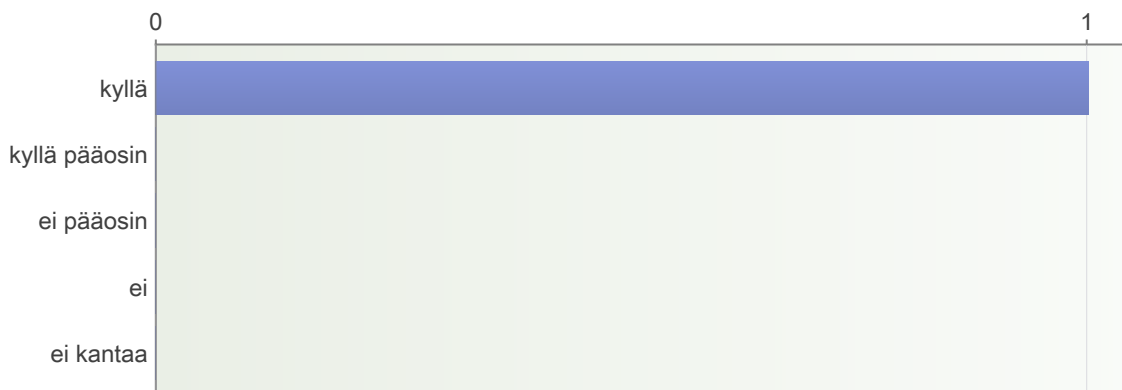 0 1
kyllä
kyllä pääosin
ei pääosin
ei
ei kantaa